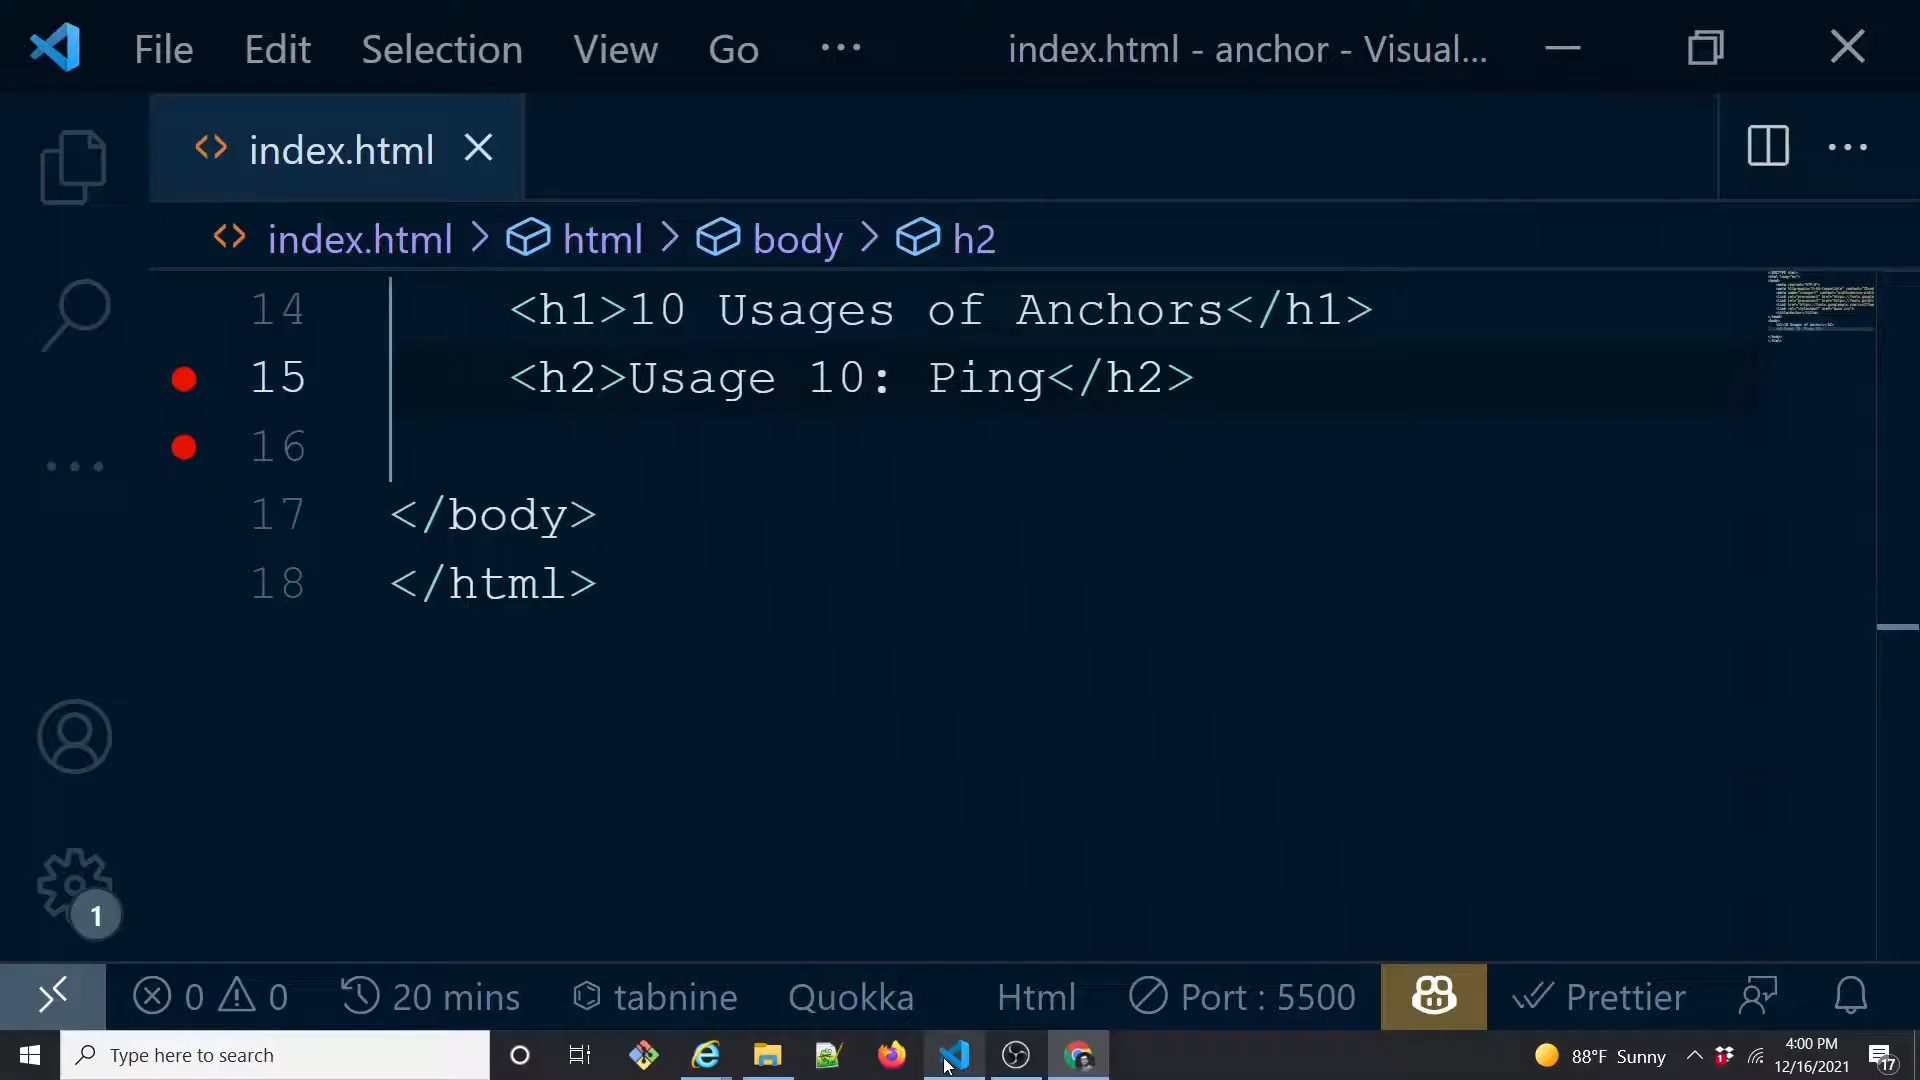 File Edit Selection View Go ... index.html - anchor - Visual...
index.html
index.html > html > body > h2
14 <h1>10 Usages of Anchors</h1>
15 <h2>Usage 10: Ping</h2>
16
17 </body>
18 </html>
1
0 0 20 mins tabnine Quokka Html Port : 5500 Prettier
Type here to search 88°F Sunny 1 4:00 PM
12/16/2021 17